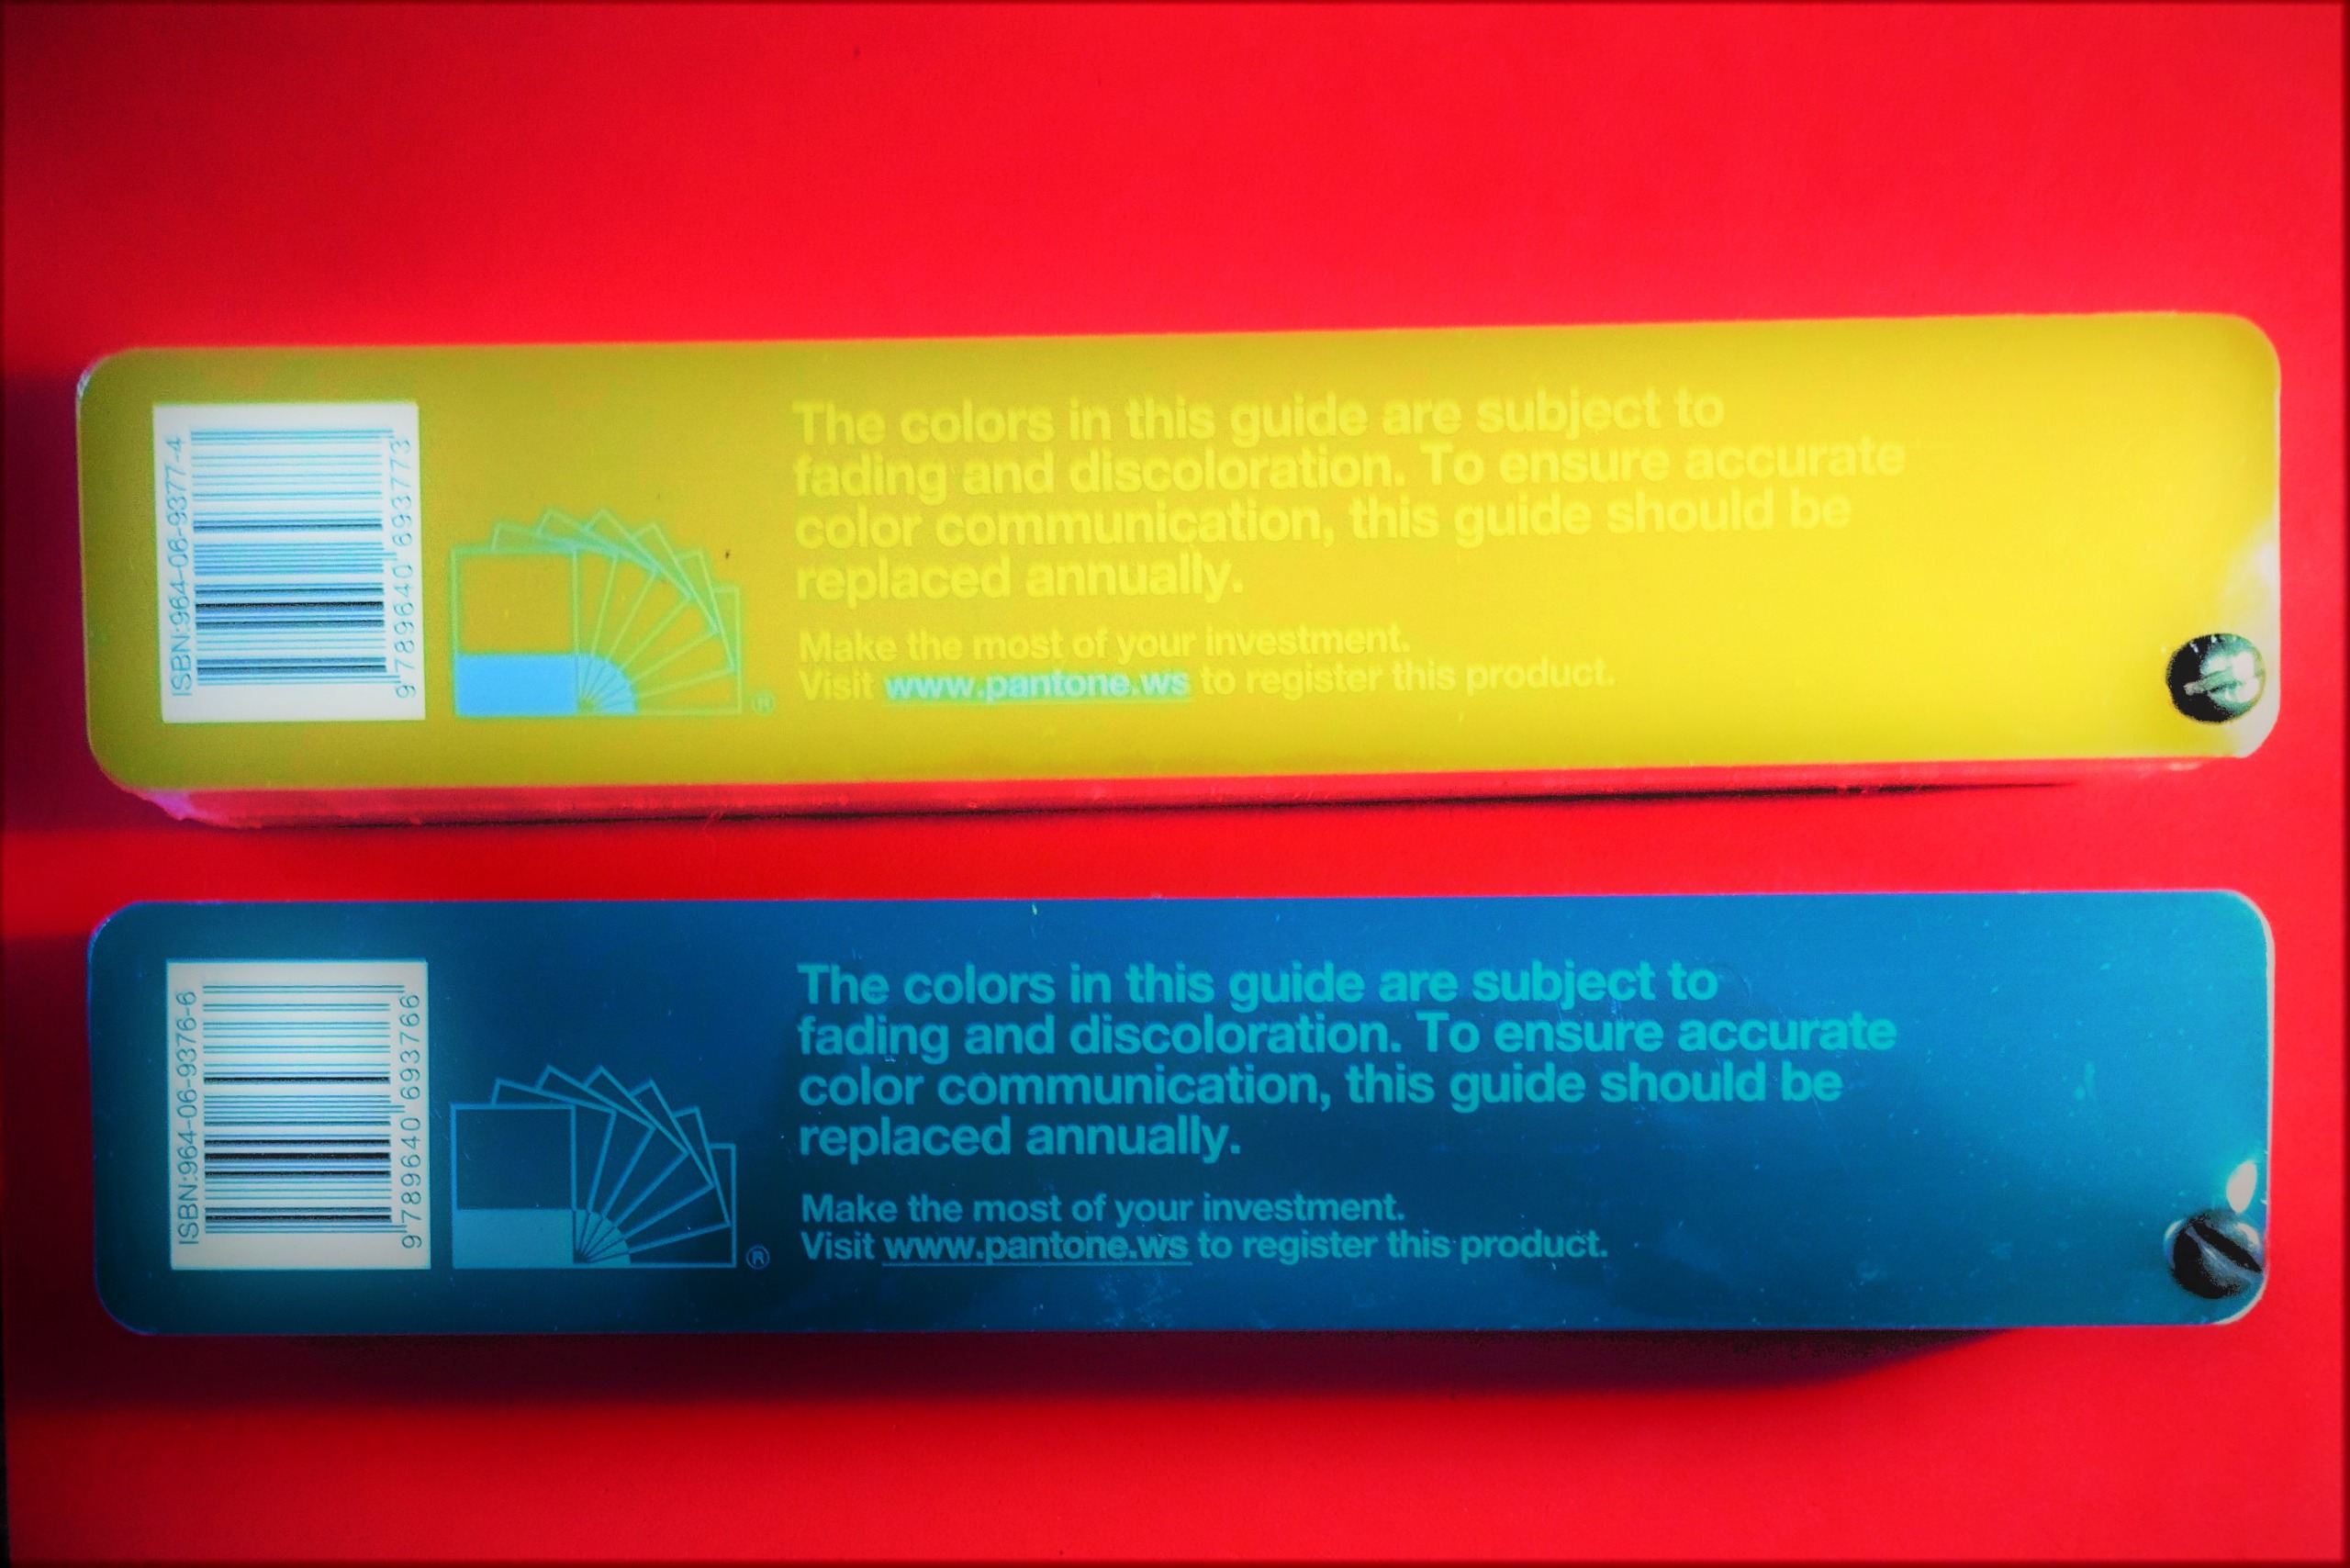 ISBN:964-06-9377-4
9 789640 693773
The colors in this guide are subject to
fading and discoloration. To ensure accurate
color communication, this guide should be
replaced annually.
Make the most of your investment.
Visit www.pantone.ws to register this product.
®
ISBN:964-06-9376-6
9 789640 693766
The colors in this guide are subject to
fading and discoloration. To ensure accurate
color communication, this guide should be
replaced annually.
Make the most of your investment.
Visit www.pantone.ws to register this product.
®